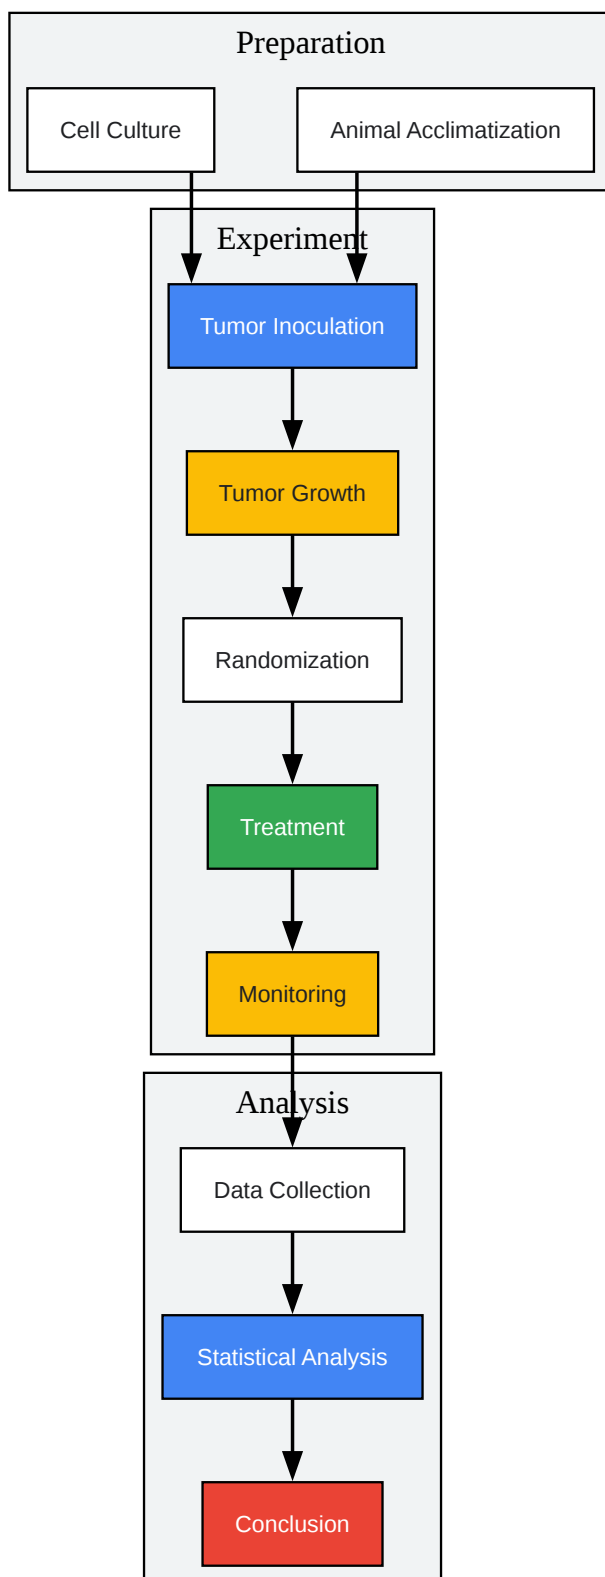 Preparation
Cell Culture
Animal Acclimatization
Experiment
Tumor Inoculation
Tumor Growth
Randomization
Treatment
Monitoring
Analysis
Data Collection
Statistical Analysis
Conclusion